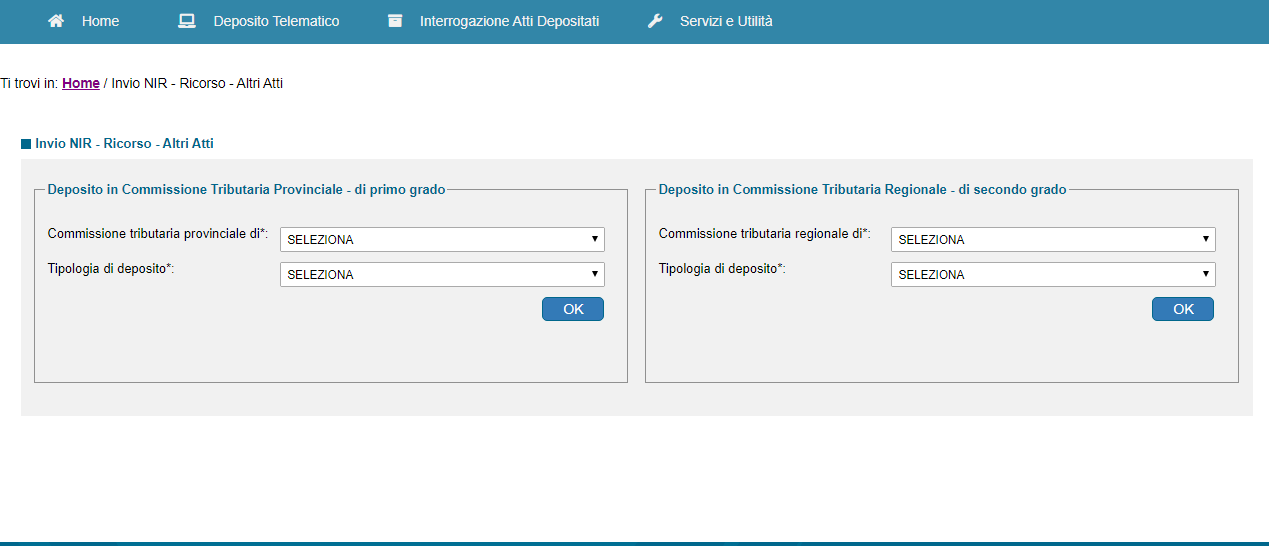 Home Deposito Telematico Interrogazione Atti Depositati Servizi e Utilità
Ti trovi in: Home / Invio NIR - Ricorso - Altri Atti
Invio NIR - Ricorso - Altri Atti
Deposito in Commissione Tributaria Provinciale - di primo grado
Commissione tributaria provinciale di*: SELEZIONA
Tipologia di deposito*: SELEZIONA
OK
Deposito in Commissione Tributaria Regionale - di secondo grado
Commissione tributaria regionale di*: SELEZIONA
Tipologia di deposito*: SELEZIONA
OK